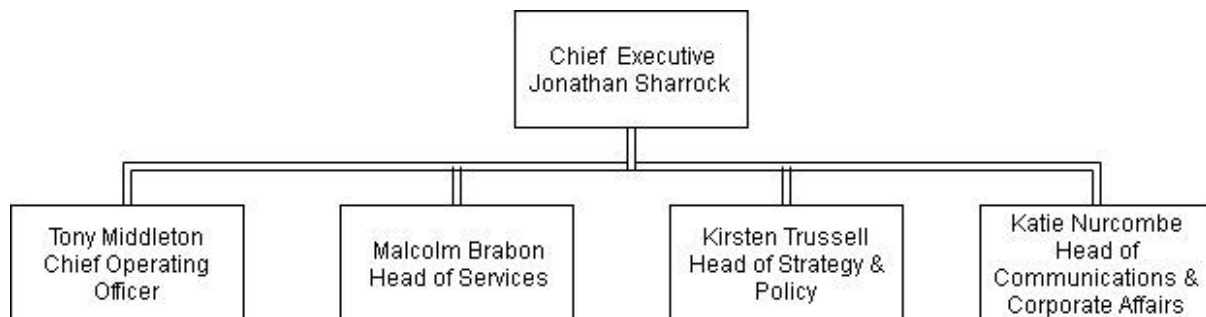 Chief Executive
Jonathan Sharrock
Tony Middleton
Chief Operating
Officer
Malcolm Brabon
Head of Services
Kirsten Trussell
Head of Strategy &
Policy
Katie Nurcombe
Head of
Communications &
Corporate Affairs